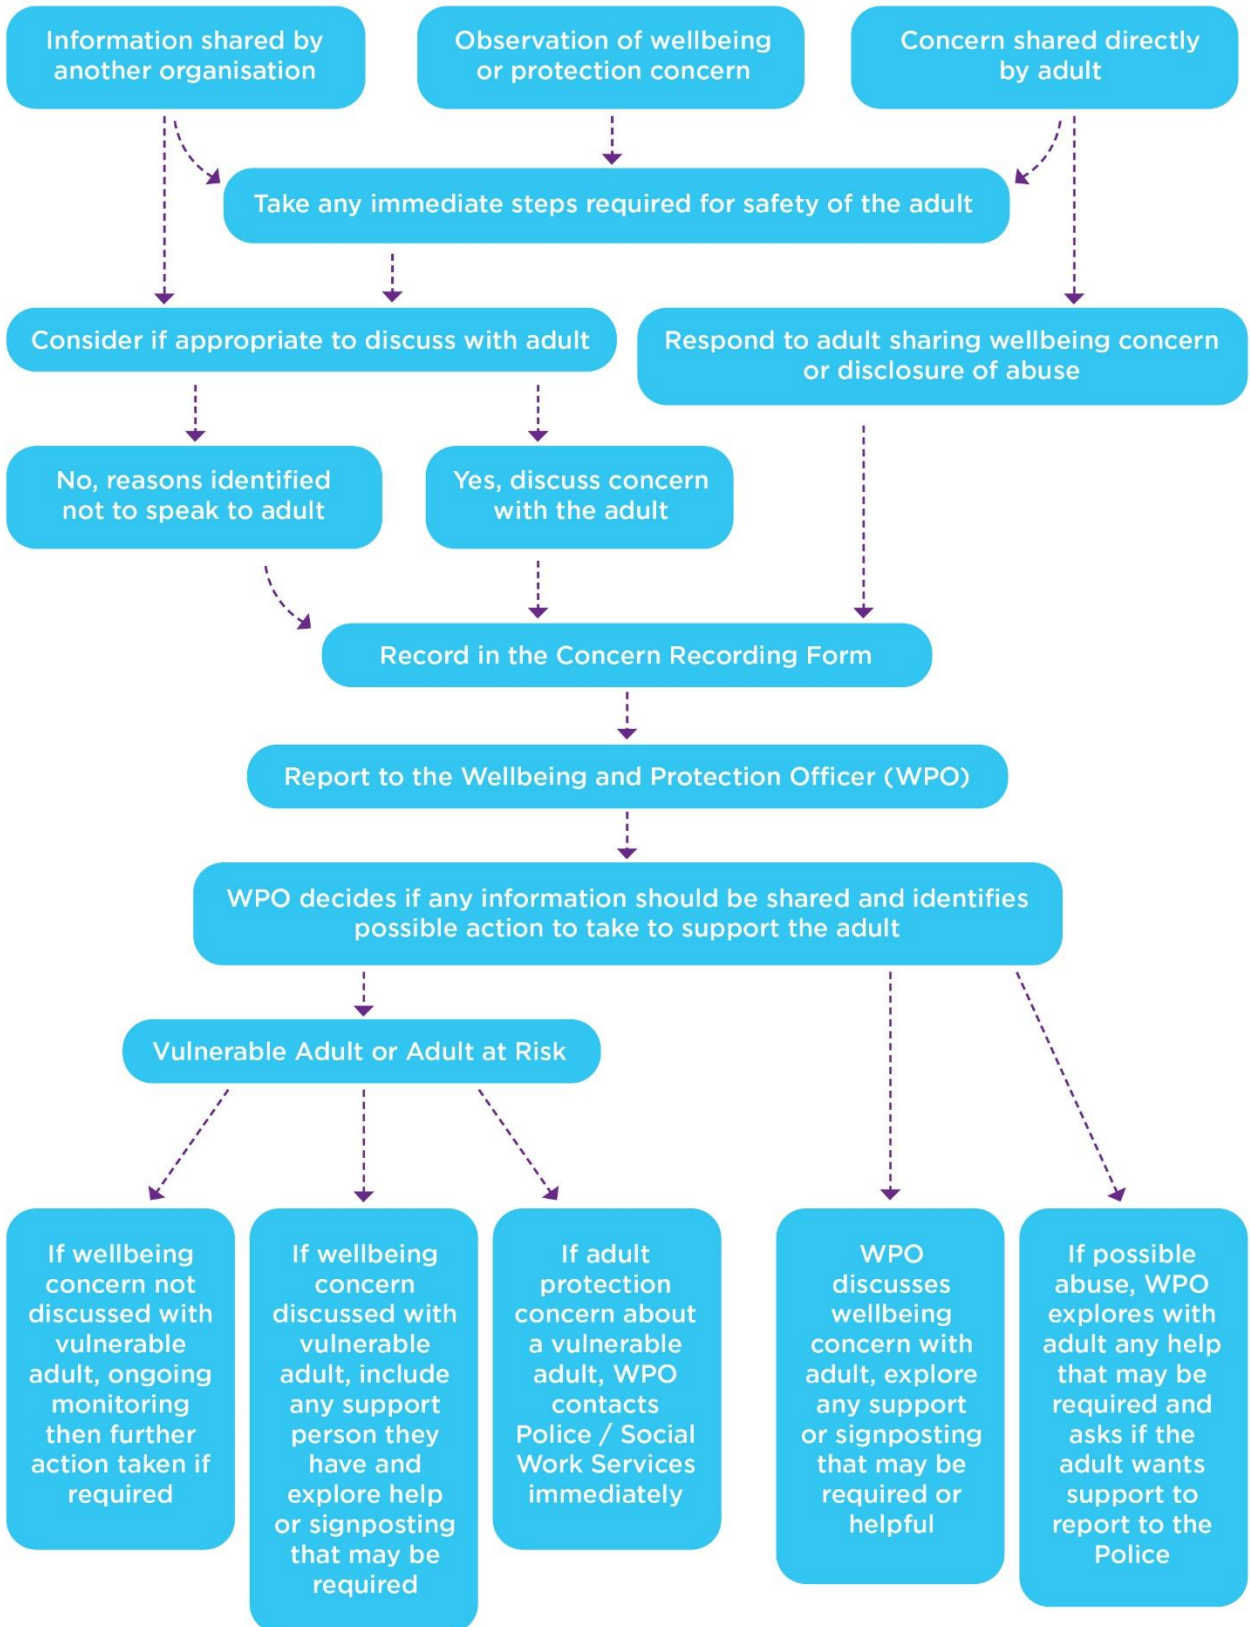 Information shared by
another organisation
Observation of wellbeing
or protection concern
Concern shared directly
by adult
Take any immediate steps required for safety of the adult
Consider if appropriate to discuss with adult
Respond to adult sharing wellbeing concern
or disclosure of abuse
No, reasons identified
not to speak to adult
Yes, discuss concern
with the adult
Record in the Concern Recording Form
Report to the Wellbeing and Protection Officer (WPO)
WPO decides if any information should be shared and identifies
possible action to take to support the adult
Vulnerable Adult or Adult at Risk
If wellbeing
concern not
discussed with
vulnerable
adult, ongoing
monitoring
then further
action taken if
required
If wellbeing
concern
discussed with
vulnerable
adult, include
any support
person they
have and
explore help
or signposting
that may be
required
If adult
protection
concern about
a vulnerable
adult, WPO
contacts
Police / Social
Work Services
immediately
WPO
discusses
wellbeing
concern with
adult, explore
any support
or signposting
that may be
required or
helpful
If possible
abuse, WPO
explores with
adult any help
that may be
required and
asks if the
adult wants
support to
report to the
Police